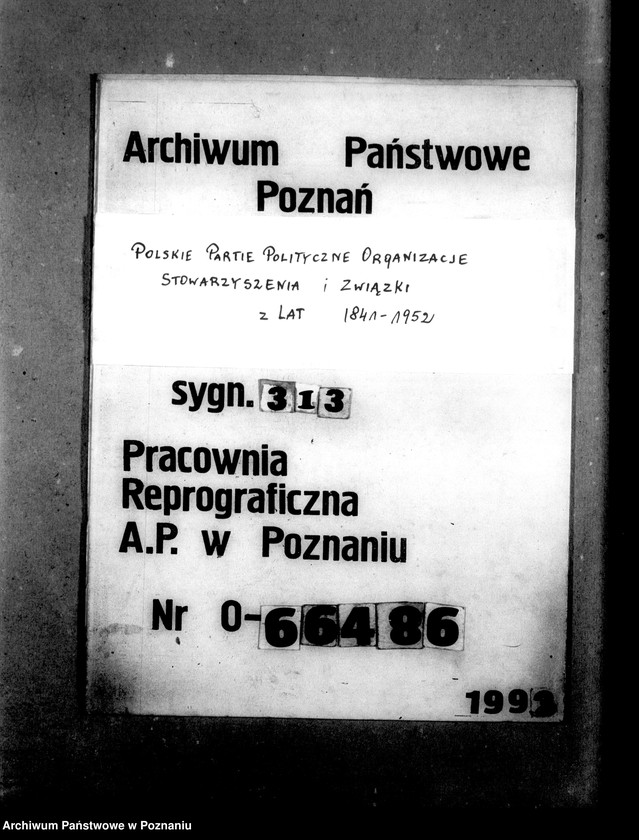 Archiwum Państwowe
Poznań
POLSKIE PARTIE POLITYCZNE ORGANIZACJE
STOWARZYSZENIA i ZWIĄZKI
z LAT 1841-1952
sygn. 313
Pracownia
Reprograficzna
A.P. w Poznaniu
Nr O-66486
Archiwum Państwowe w Poznaniu